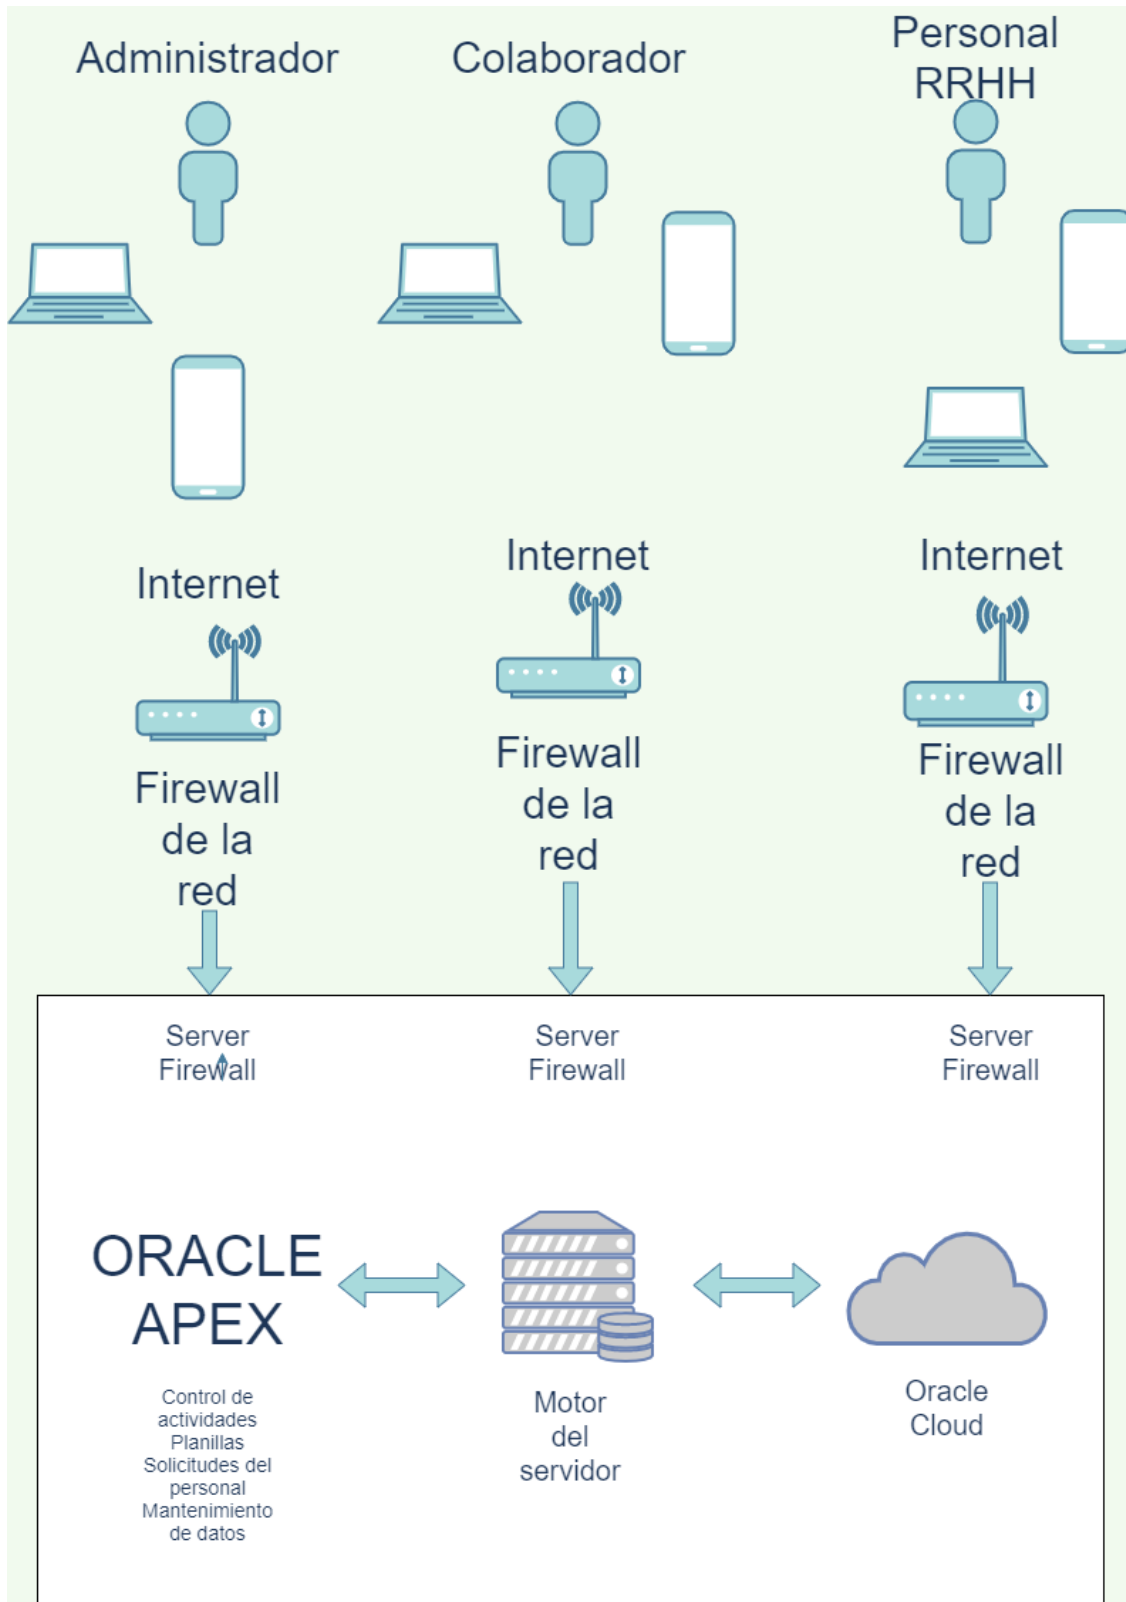 Administrador
Colaborador
Personal
RRHH
Internet
Internet
Internet
Firewall
de la
red
Firewall
de la
red
Firewall
de la
red
Server
Firewall
Server
Firewall
Server
Firewall
ORACLE
APEX
Control de
actividades
Planillas
Solicitudes del
personal
Mantenimiento
de datos
Motor
del
servidor
Oracle
Cloud